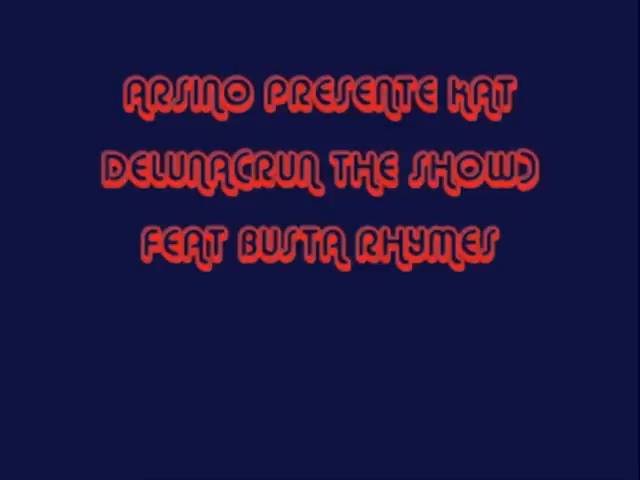 ARSINO PRESENTE KAT
DELUNA(RUN THE SHOW)
FEAT BUSTA RHYMES